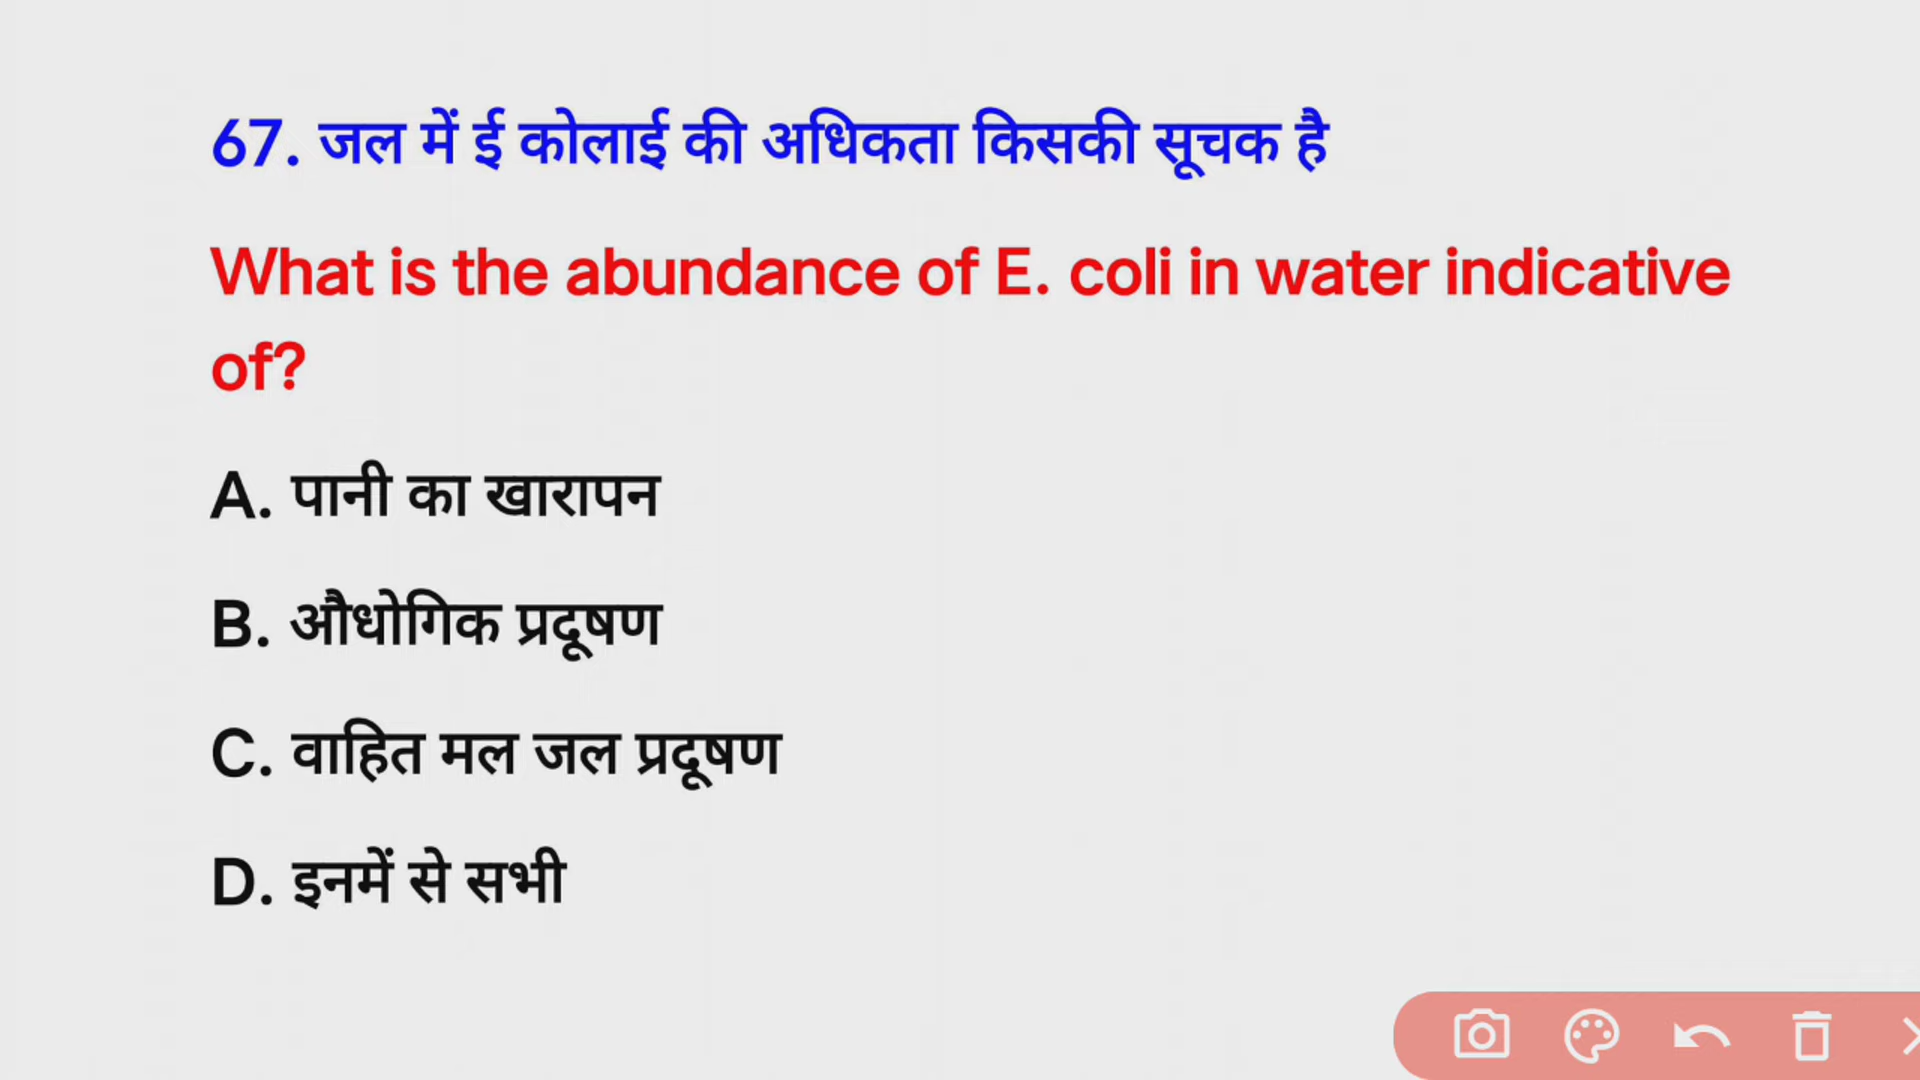 67. जल में ई कोलाई की अधिकता किसकी सूचक है
What is the abundance of E. coli in water indicative
of?
A. पानी का खारापन
B. औधोगिक प्रदूषण
C. वाहित मल जल प्रदूषण
D. इनमें से सभी